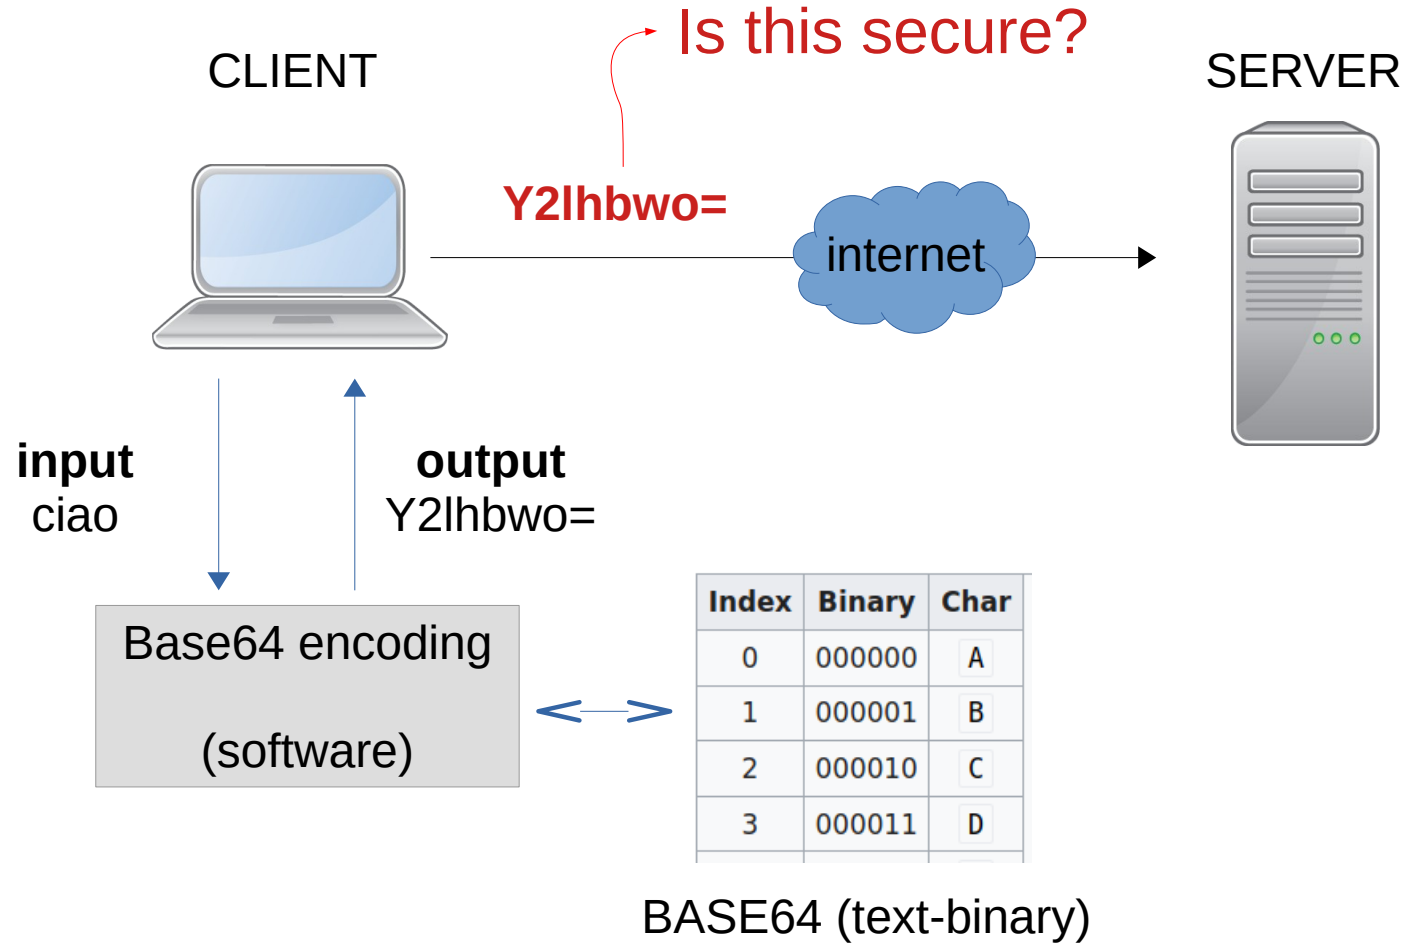 Is this secure?
CLIENT
SERVER
Y2lhbwo=
internet
input
ciao
output
Y2lhbwo=
Base64 encoding
(software)
Index Binary Char
0 000000 A
1 000001 B
2 000010 C
3 000011 D
BASE64 (text-binary)